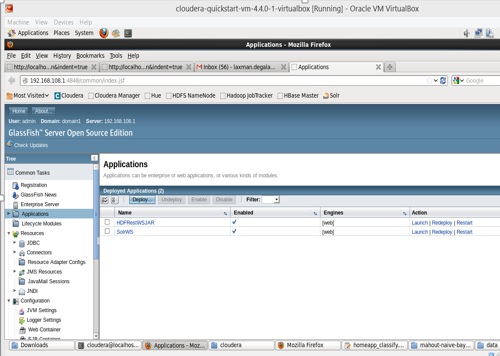 cloudera-quickstart-vm-4.4.0-1-virtualbox [Running] - Oracle VM VirtualBox
Machine View Devices Help
Applications Places System
Applications - Mozilla Firefox
File Edit View History Bookmarks Tools Help
http://localho...n&indent=true http://localho...n&indent=true Inbox (56) - laxman.degala... Applications
192.168.108.1:4848/common/index.jsf Google
Most Visited Cloudera Cloudera Manager Hue HDFS NameNode Hadoop JobTracker HBase Master Solr
Home About...
User: admin Domain: domain1 Server: 192.168.108.1
GlassFish™ Server Open Source Edition
Check Updates
Tree
Common Tasks
Registration
GlassFish News
Enterprise Server
Applications
Lifecycle Modules
Resources
JDBC
Connectors
Resource Adapter Configs
JMS Resources
JavaMail Sessions
JNDI
Configuration
JVM Settings
Logger Settings
Web Container
EJB Container
Applications
Applications can be enterprise or web applications, or various kinds of modules.
Deployed Applications (2)
Deploy... Undeploy Enable Disable Filter:
Name Enabled Engines Action
HDFRestWSJAR [web] Launch | Redeploy | Restart
SolrWS [web] Launch | Redeploy | Restart
Downloads cloudera@localhos... Applications - Moz... cloudera Mozilla Firefox homeapp_classify... mahout-naive-bay... data